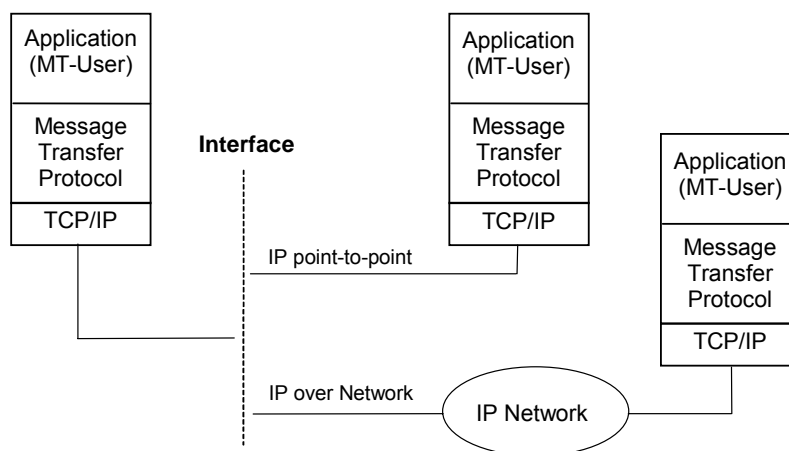 Application
(MT-User)
Message
Transfer
Protocol
TCP/IP
Interface
Application
(MT-User)
Message
Transfer
Protocol
TCP/IP
Application
(MT-User)
Message
Transfer
Protocol
TCP/IP
IP point-to-point
IP over Network
IP Network